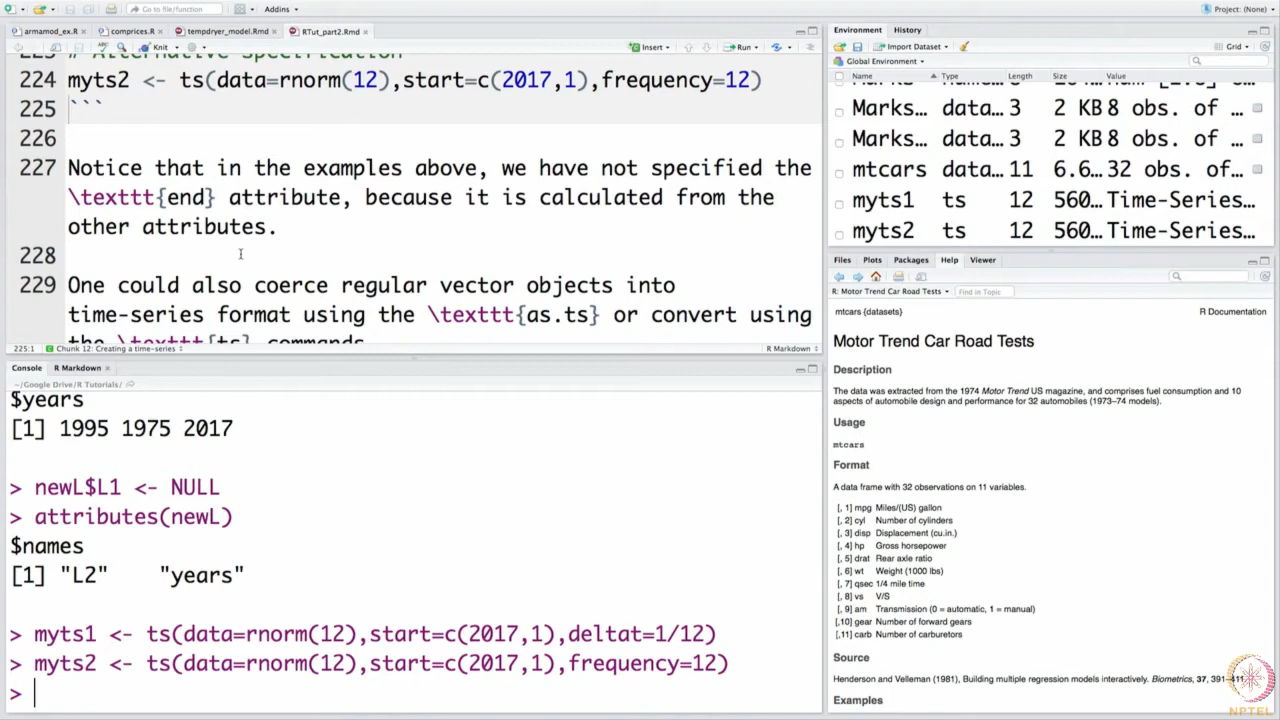 Go to file/function
Addins
Project: (None)
armamod_ex.R
comprices.R
tempdryer_model.Rmd
RTut_part2.Rmd
Knit
Insert
Run
224 myts2 <- ts(data=rnorm(12),start=c(2017,1),frequency=12)
225 ```
226
227 Notice that in the examples above, we have not specified the
\texttt{end} attribute, because it is calculated from the
other attributes.
228
229 One could also coerce regular vector objects into
time-series format using the \texttt{as.ts} or convert using
the \texttt{ts} commands
225:1 Chunk 12: Creating a time-series
R Markdown
Console R Markdown
~/Google Drive/R Tutorials/
$years
[1] 1995 1975 2017
> newL$L1 <- NULL
> attributes(newL)
$names
[1] "L2" "years"
> myts1 <- ts(data=rnorm(12),start=c(2017,1),deltat=1/12)
> myts2 <- ts(data=rnorm(12),start=c(2017,1),frequency=12)
>
Environment History
Import Dataset
Grid
Global Environment
Name Type Length Size Value
Marks… data… 3 2 KB 8 obs. of …
Marks… data… 3 2 KB 8 obs. of …
mtcars data… 11 6.6… 32 obs. of…
myts1 ts 12 560… Time-Series…
myts2 ts 12 560… Time-Series…
Files Plots Packages Help Viewer
R: Motor Trend Car Road Tests
Find in Topic
mtcars {datasets}
R Documentation
Motor Trend Car Road Tests
Description
The data was extracted from the 1974 Motor Trend US magazine, and comprises fuel consumption and 10
aspects of automobile design and performance for 32 automobiles (1973–74 models).
Usage
mtcars
Format
A data frame with 32 observations on 11 variables.
[, 1] mpg Miles/(US) gallon
[, 2] cyl Number of cylinders
[, 3] disp Displacement (cu.in.)
[, 4] hp Gross horsepower
[, 5] drat Rear axle ratio
[, 6] wt Weight (1000 lbs)
[, 7] qsec 1/4 mile time
[, 8] vs V/S
[, 9] am Transmission (0 = automatic, 1 = manual)
[,10] gear Number of forward gears
[,11] carb Number of carburetors
Source
Henderson and Velleman (1981), Building multiple regression models interactively. Biometrics, 37, 391–411.
Examples
NPTEL